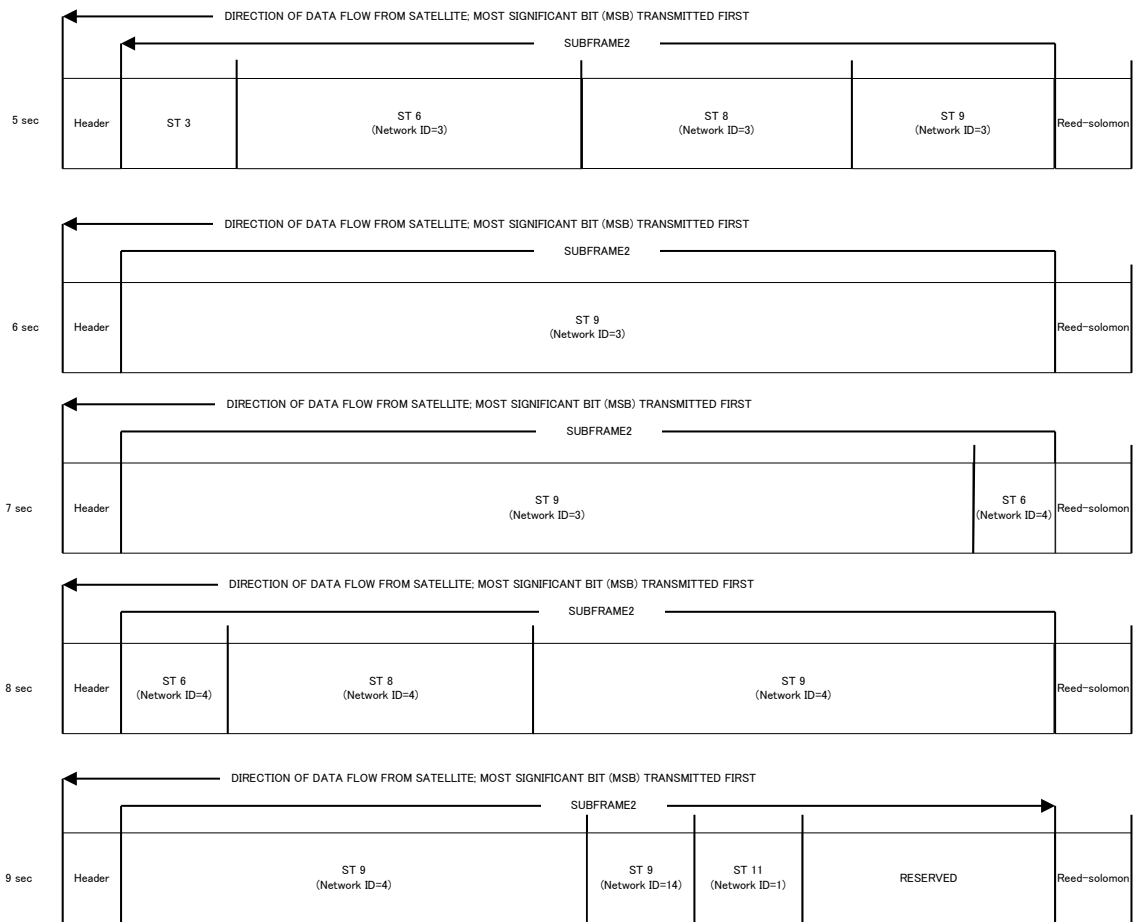 DIRECTION OF DATA FLOW FROM SATELLITE; MOST SIGNIFICANT BIT (MSB) TRANSMITTED FIRST
SUBFRAME2
5 sec
Header
ST 3
ST 6
(Network ID=3)
ST 8
(Network ID=3)
ST 9
(Network ID=3)
Reed-solomon
DIRECTION OF DATA FLOW FROM SATELLITE; MOST SIGNIFICANT BIT (MSB) TRANSMITTED FIRST
SUBFRAME2
6 sec
Header
ST 9
(Network ID=3)
Reed-solomon
DIRECTION OF DATA FLOW FROM SATELLITE; MOST SIGNIFICANT BIT (MSB) TRANSMITTED FIRST
SUBFRAME2
7 sec
Header
ST 9
(Network ID=3)
ST 6
(Network ID=4)
Reed-solomon
DIRECTION OF DATA FLOW FROM SATELLITE; MOST SIGNIFICANT BIT (MSB) TRANSMITTED FIRST
SUBFRAME2
8 sec
Header
ST 6
(Network ID=4)
ST 8
(Network ID=4)
ST 9
(Network ID=4)
Reed-solomon
DIRECTION OF DATA FLOW FROM SATELLITE; MOST SIGNIFICANT BIT (MSB) TRANSMITTED FIRST
SUBFRAME2
9 sec
Header
ST 9
(Network ID=4)
ST 9
(Network ID=14)
ST 11
(Network ID=1)
RESERVED
Reed-solomon